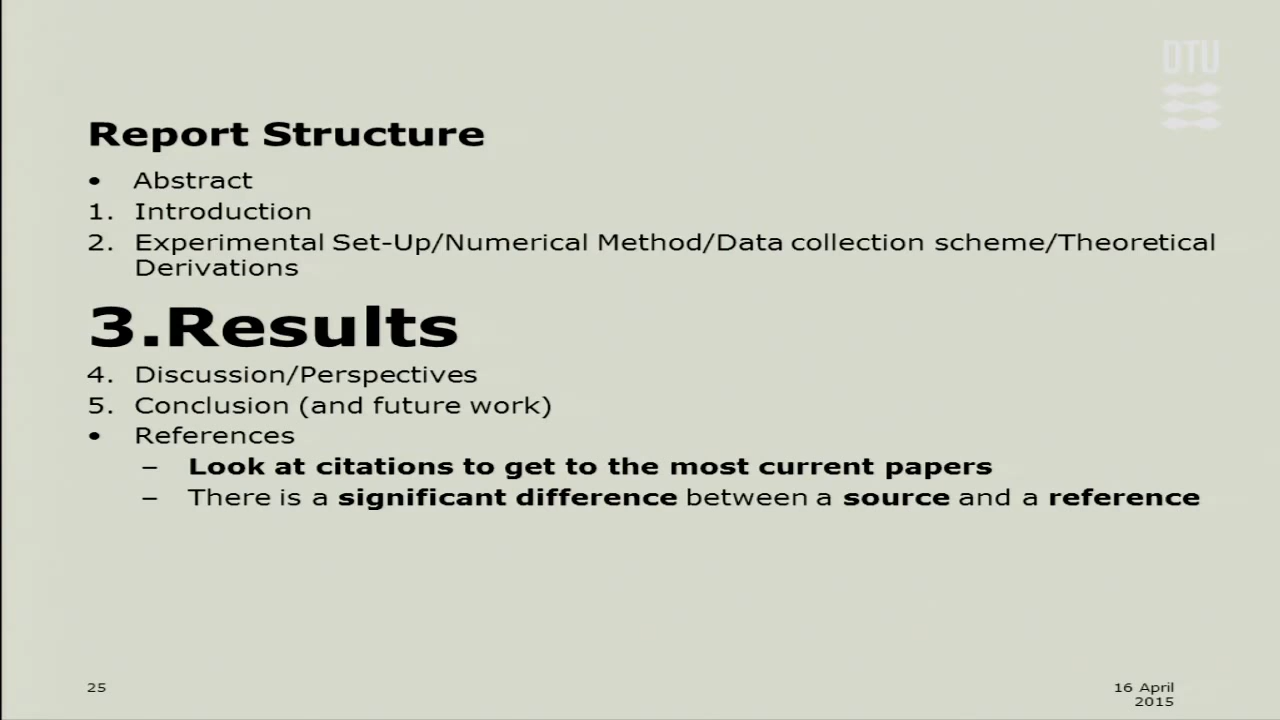 DTU
Report Structure
• Abstract
1. Introduction
2. Experimental Set-Up/Numerical Method/Data collection scheme/Theoretical
Derivations
3.Results
4. Discussion/Perspectives
5. Conclusion (and future work)
• References
– Look at citations to get to the most current papers
– There is a significant difference between a source and a reference
25
16 April
2015